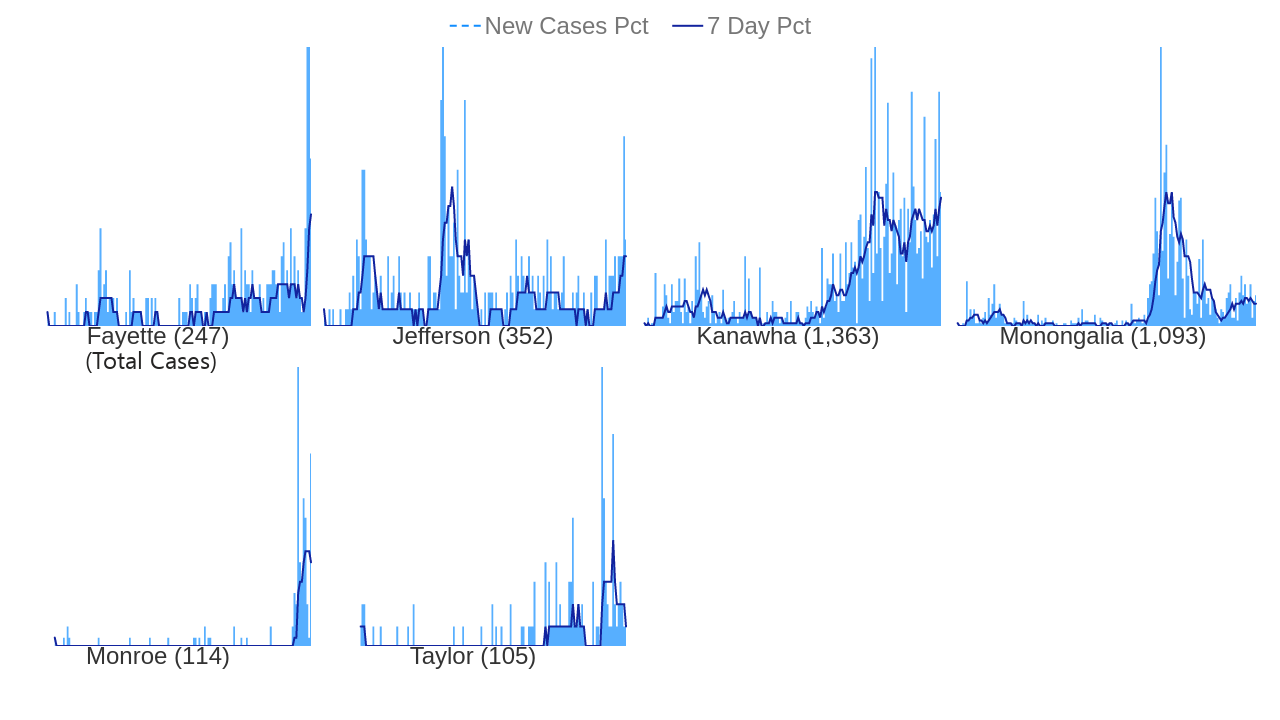 New Cases Pct 7 Day Pct
Fayette (247) Jefferson (352) Kanawha (1,363) Monongalia (1,093)
(Total Cases)
Monroe (114) Taylor (105)